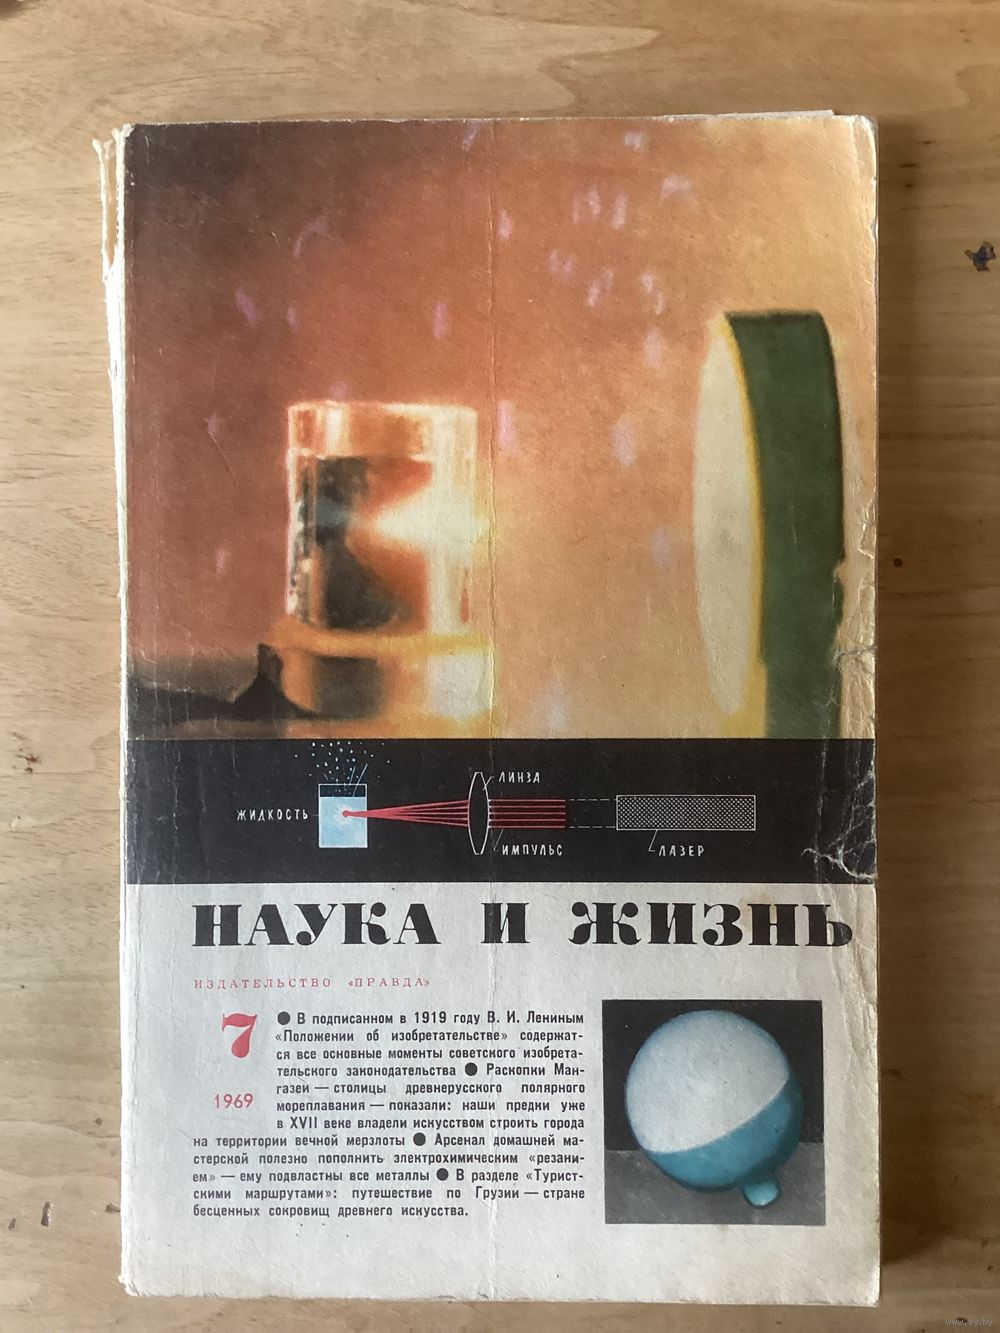 ЖИДКОСТЬ
ЛИНЗА
ИМПУЛЬС
ЛАЗЕР
НАУКА И ЖИЗНЬ
ИЗДАТЕЛЬСТВО «ПРАВДА»
7
1969
● В подписанном в 1919 году В. И. Лениным
«Положении об изобретательстве» содержат-
ся все основные моменты советского изобрета-
тельского законодательства ● Раскопки Ман-
газеи — столицы древнерусского полярного
мореплавания — показали: наши предки уже
в XVII веке владели искусством строить города
на территории вечной мерзлоты ● Арсенал домашней ма-
стерской полезно пополнить электрохимическим «резани-
ем» — ему подвластны все металлы ● В разделе «Турист-
скими маршрутами»: путешествие по Грузии — стране
бесценных сокровищ древнего искусства.
www.ay.by